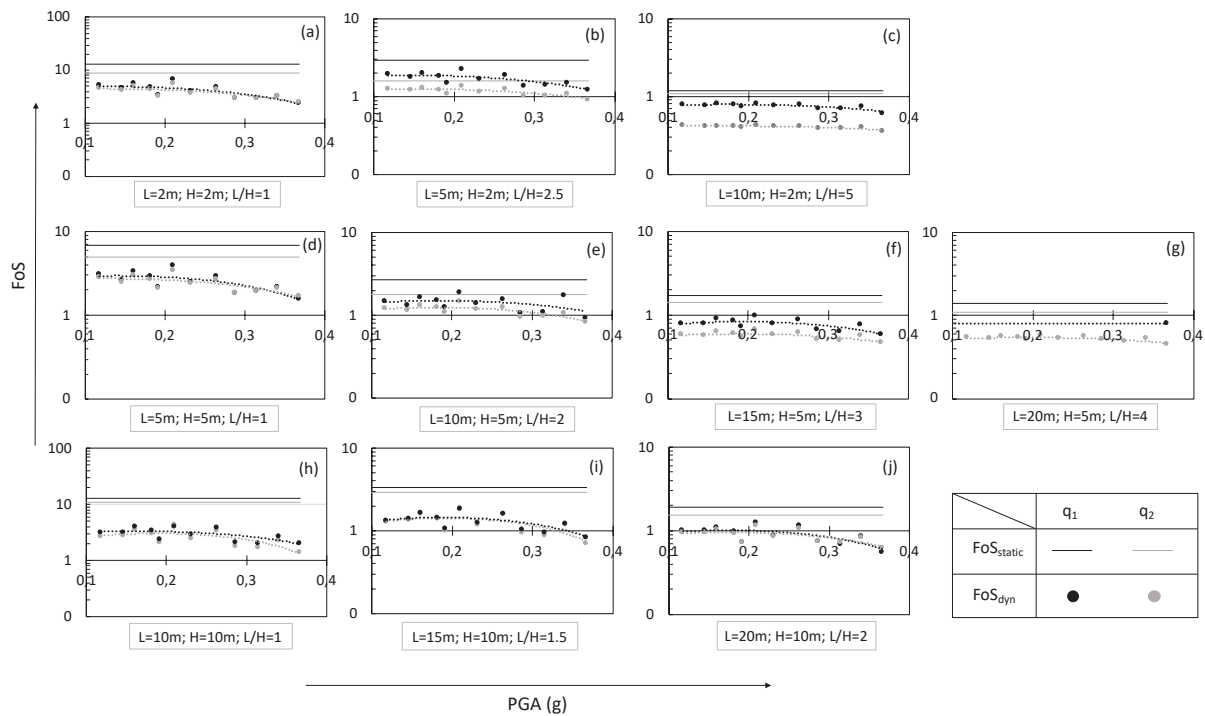 100
10
1
0
0,1
0,2
0,3
0,4
(a)
L=2m; H=2m; L/H=1
10
1
0
0,1
0,2
0,3
0,4
(b)
L=5m; H=2m; L/H=2.5
10
1
0
0,1
0,2
0,3
0,4
(c)
L=10m; H=2m; L/H=5
FoS
10
1
0
0,1
0,2
0,3
0,4
(d)
L=5m; H=5m; L/H=1
10
1
0
0,1
0,2
0,3
0,4
(e)
L=10m; H=5m; L/H=2
10
1
0
0,1
0,2
0,3
0,4
(f)
L=15m; H=5m; L/H=3
10
1
0
0,1
0,2
0,3
0,4
(g)
L=20m; H=5m; L/H=4
100
10
1
0
0,1
0,2
0,3
0,4
(h)
L=10m; H=10m; L/H=1
10
1
0
0,1
0,2
0,3
0,4
(i)
L=15m; H=10m; L/H=1.5
10
1
0
0,1
0,2
0,3
0,4
(j)
L=20m; H=10m; L/H=2
q1 q2
FoSstatic
FoSdyn
PGA (g)